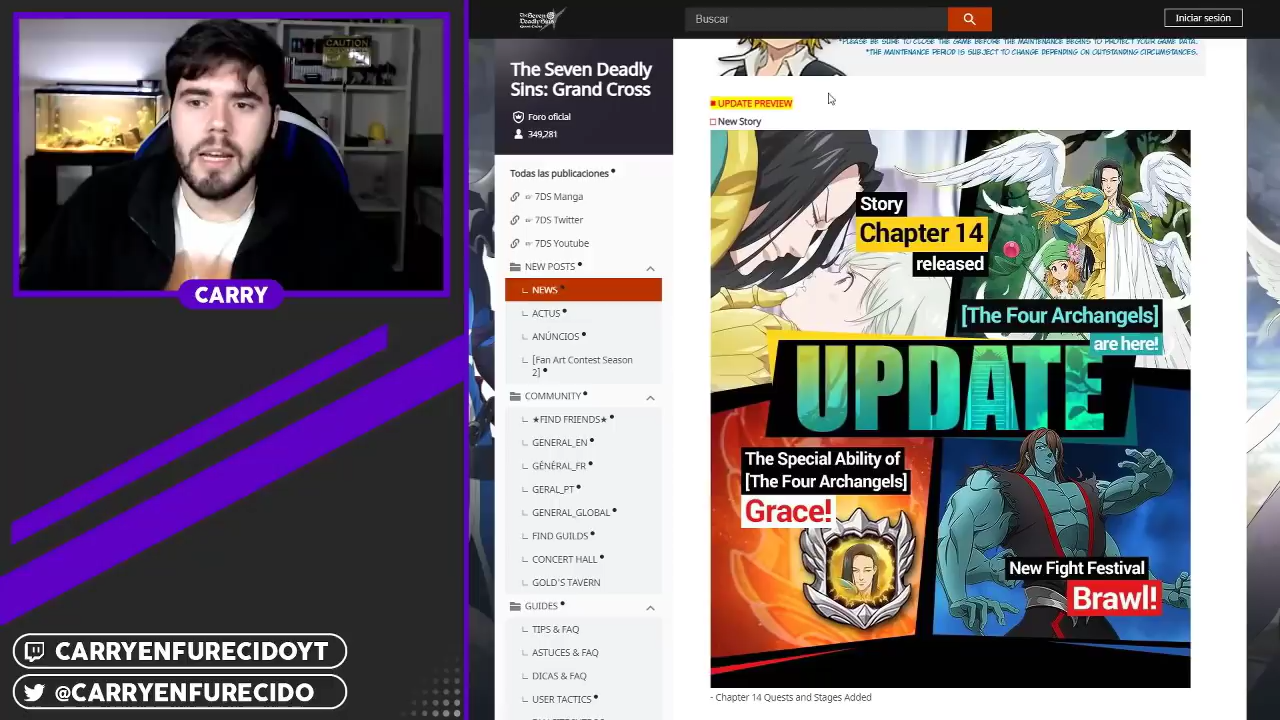 CAUTION
CARRY
CARRYENFURECIDOYT
@CARRYENFURECIDO
The Seven
Deadly Sins
Buscar
Iniciar sesión
The Seven Deadly
Sins: Grand Cross
Foro oficial
349,281
Todas las publicaciones
7DS Manga
7DS Twitter
7DS Youtube
NEW POSTS
NEWS
ACTUS
ANÚNCIOS
[Fan Art Contest Season
2]
COMMUNITY
★FIND FRIENDS★
GENERAL_EN
GÉNÉRAL_FR
GERAL_PT
GENERAL_GLOBAL
FIND GUILDS
CONCERT HALL
GOLD'S TAVERN
GUIDES
TIPS & FAQ
ASTUCES & FAQ
DICAS & FAQ
USER TACTICS
*PLEASE BE SURE TO CLOSE THE GAME BEFORE THE MAINTENANCE BEGINS TO PROTECT YOUR GAME DATA.
*THE MAINTENANCE PERIOD IS SUBJECT TO CHANGE DEPENDING ON OUTSTANDING CIRCUMSTANCES.
■ UPDATE PREVIEW
□ New Story
Story
Chapter 14
released
[The Four Archangels]
are here!
UPDATE
The Special Ability of
[The Four Archangels]
Grace!
New Fight Festival
Brawl!
- Chapter 14 Quests and Stages Added